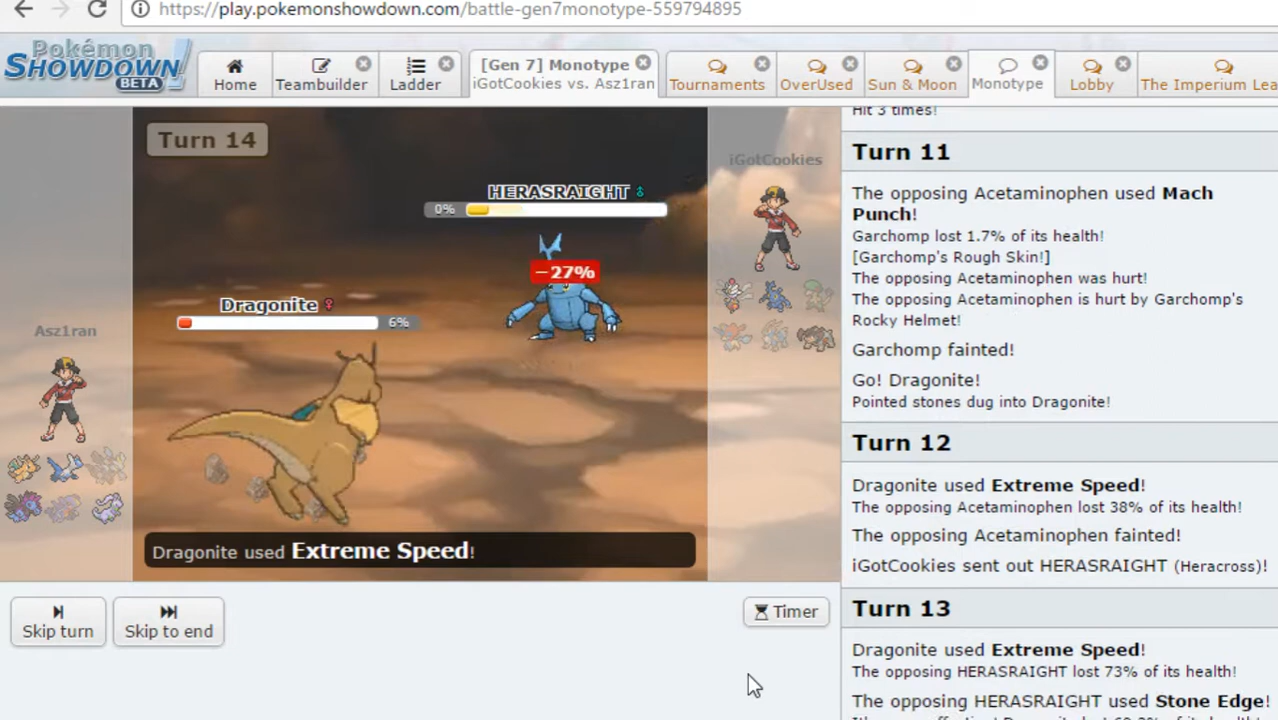 https://play.pokemonshowdown.com/battle-gen7monotype-559794895
Pokémon
SHOWDOWN
BETA
Home
Teambuilder
Ladder
[Gen 7] Monotype
iGotCookies vs. Asz1ran
Tournaments
OverUsed
Sun & Moon
Monotype
Lobby
The Imperium Lea
Turn 14
HERASRAIGHT
0%
−27%
Dragonite
6%
Asz1ran
iGotCookies
Dragonite used Extreme Speed!
Skip turn
Skip to end
Timer
Hit 3 times!
Turn 11
The opposing Acetaminophen used Mach
Punch!
Garchomp lost 1.7% of its health!
[Garchomp's Rough Skin!]
The opposing Acetaminophen was hurt!
The opposing Acetaminophen is hurt by Garchomp's
Rocky Helmet!
Garchomp fainted!
Go! Dragonite!
Pointed stones dug into Dragonite!
Turn 12
Dragonite used Extreme Speed!
The opposing Acetaminophen lost 38% of its health!
The opposing Acetaminophen fainted!
iGotCookies sent out HERASRAIGHT (Heracross)!
Turn 13
Dragonite used Extreme Speed!
The opposing HERASRAIGHT lost 73% of its health!
The opposing HERASRAIGHT used Stone Edge!